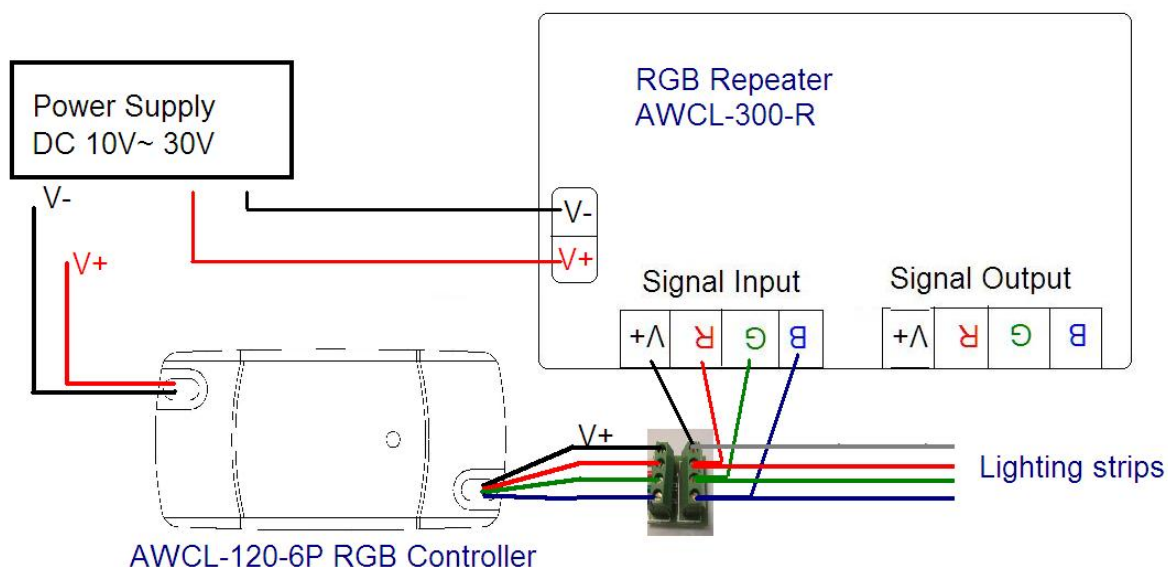 Power Supply
DC 10V~ 30V
RGB Repeater
AWCL-300-R
V-
V+
V-
V+
Signal Input
V+ R G B
Signal Output
V+ R G B
V+
Lighting strips
AWCL-120-6P RGB Controller